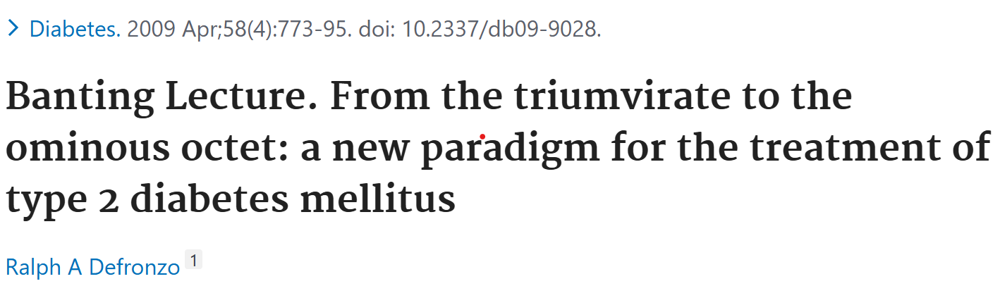 > Diabetes. 2009 Apr;58(4):773-95. doi: 10.2337/db09-9028.
Banting Lecture. From the triumvirate to the
ominous octet: a new paradigm for the treatment of
type 2 diabetes mellitus
Ralph A Defronzo 1